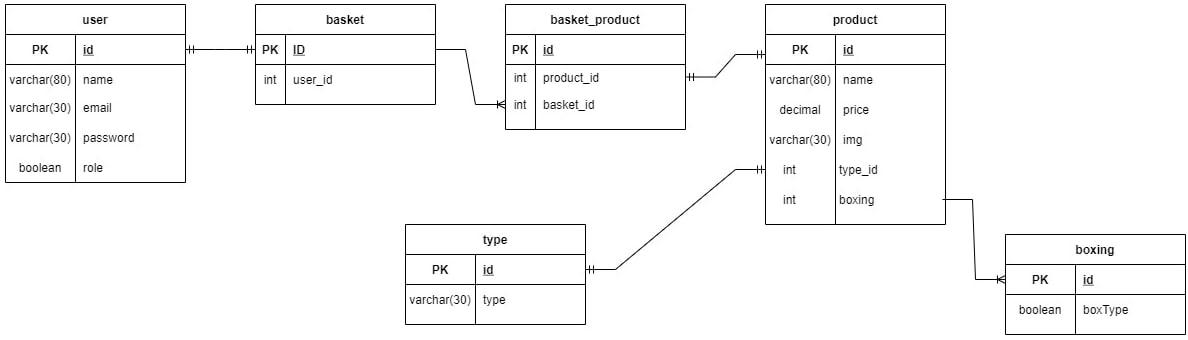 user
PK id
varchar(80) name
varchar(30) email
varchar(30) password
boolean role
basket
PK ID
int user_id
basket_product
PK id
int product_id
int basket_id
product
PK id
varchar(80) name
decimal price
varchar(30) img
int type_id
int boxing
type
PK id
varchar(30) type
boxing
PK id
boolean boxType